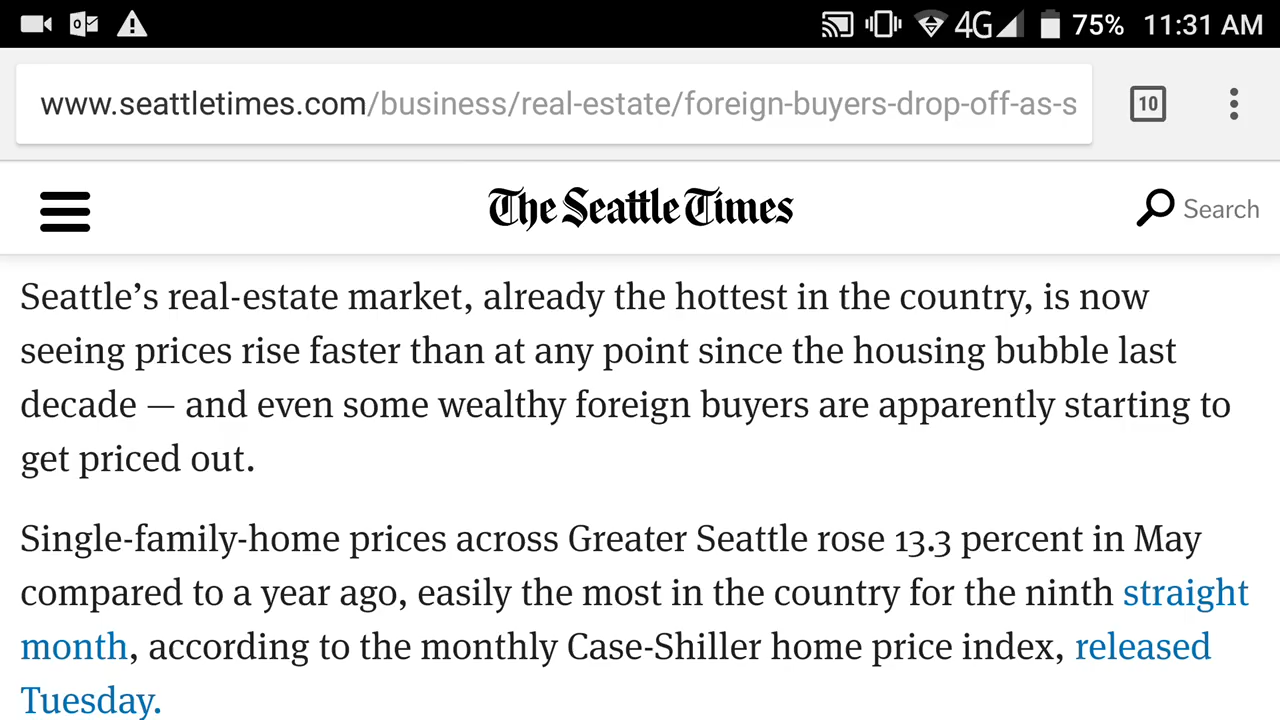 4G 75% 11:31 AM
www.seattletimes.com/business/real-estate/foreign-buyers-drop-off-as-s 10
The Seattle Times Search
Seattle’s real-estate market, already the hottest in the country, is now
seeing prices rise faster than at any point since the housing bubble last
decade — and even some wealthy foreign buyers are apparently starting to
get priced out.
Single-family-home prices across Greater Seattle rose 13.3 percent in May
compared to a year ago, easily the most in the country for the ninth straight
month, according to the monthly Case-Shiller home price index, released
Tuesday.